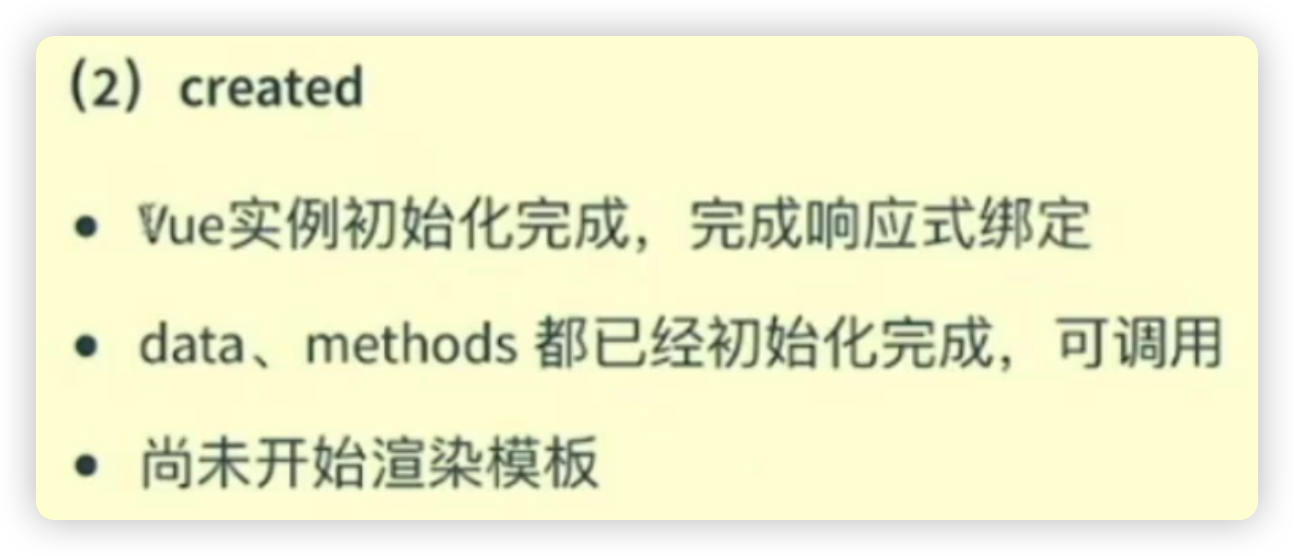 (2) created
• Vue实例初始化完成，完成响应式绑定
• data、methods 都已经初始化完成，可调用
• 尚未开始渲染模板